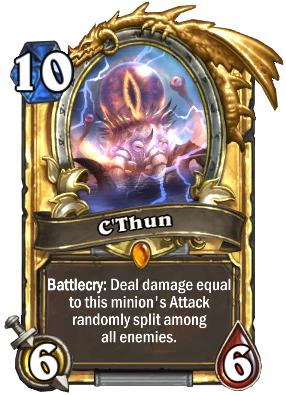 10
C'Thun
Battlecry: Deal damage equal
to this minion's Attack
randomly split among
all enemies.
6
6